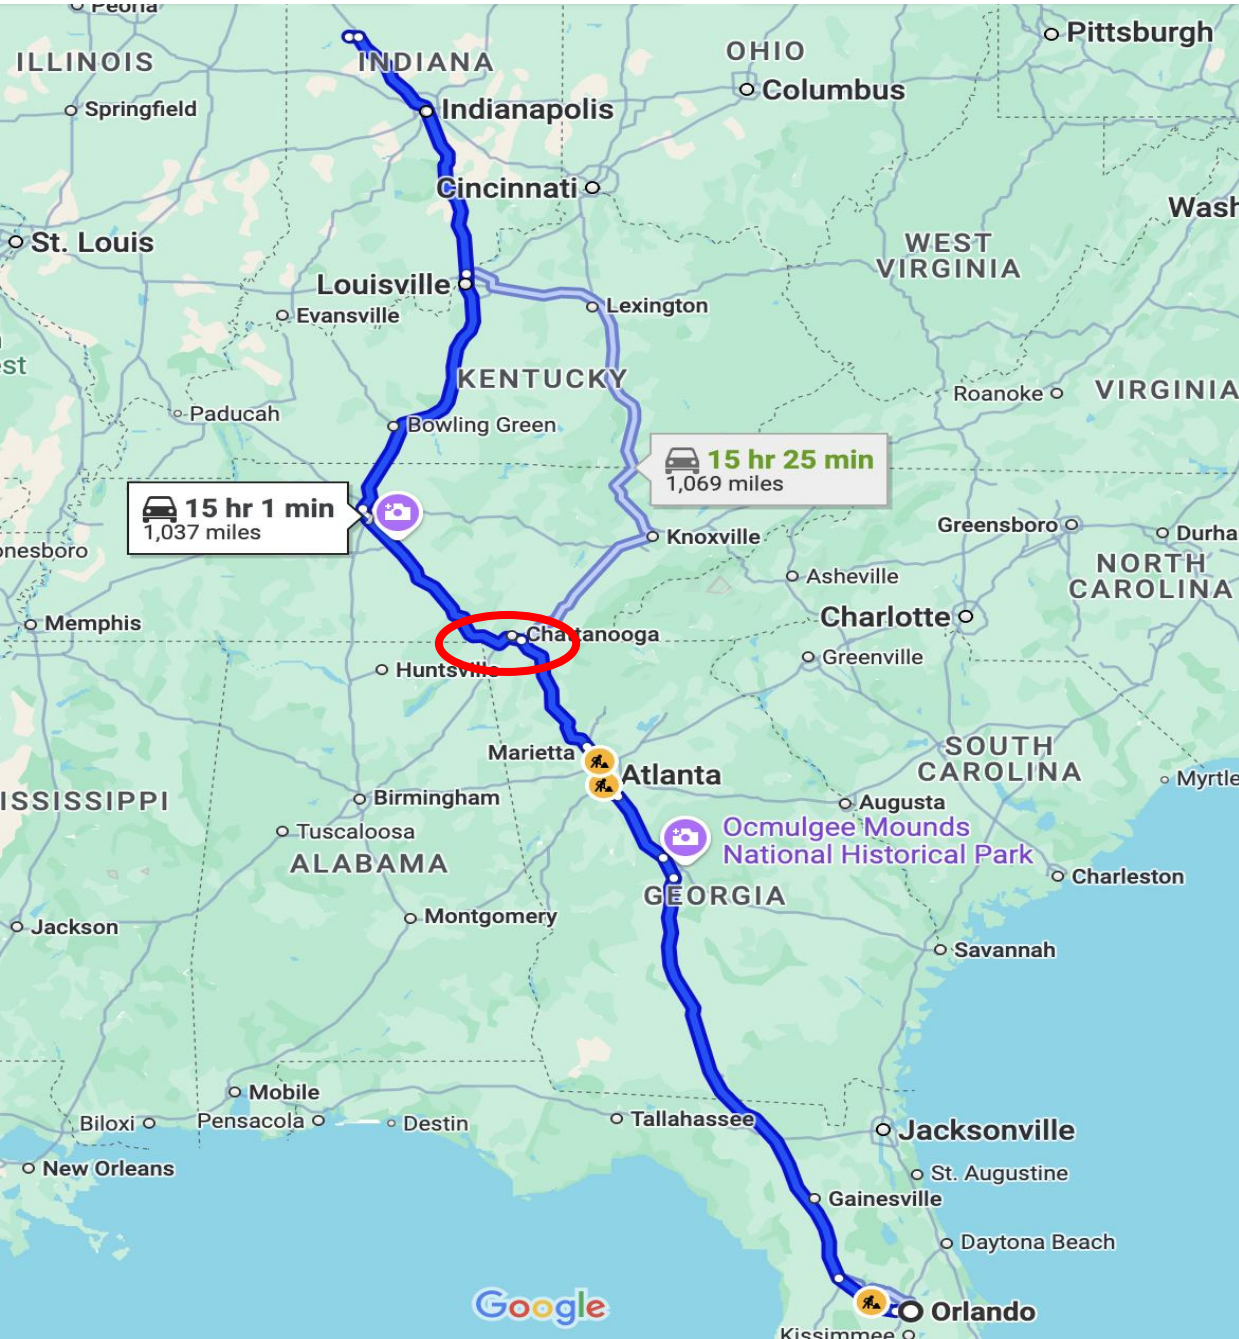 Peoria
ILLINOIS
INDIANA
OHIO
Pittsburgh
Columbus
Springfield
Indianapolis
Cincinnati
Wash
St. Louis
WEST
VIRGINIA
Louisville
Evansville
Lexington
est
KENTUCKY
Roanoke
VIRGINIA
Paducah
Bowling Green
15 hr 25 min
1,069 miles
15 hr 1 min
1,037 miles
Greensboro
Durha
Knoxville
onesboro
NORTH
CAROLINA
Asheville
Memphis
Charlotte
Chattanooga
Greenville
Huntsville
Marietta
SOUTH
CAROLINA
Atlanta
Myrtle
ISSISSIPPI
Birmingham
Augusta
Tuscaloosa
Ocmulgee Mounds
National Historical Park
ALABAMA
Charleston
GEORGIA
Montgomery
Jackson
Savannah
Mobile
Biloxi
Pensacola
Destin
Tallahassee
Jacksonville
New Orleans
St. Augustine
Gainesville
Daytona Beach
Google
Orlando
Kissimmee